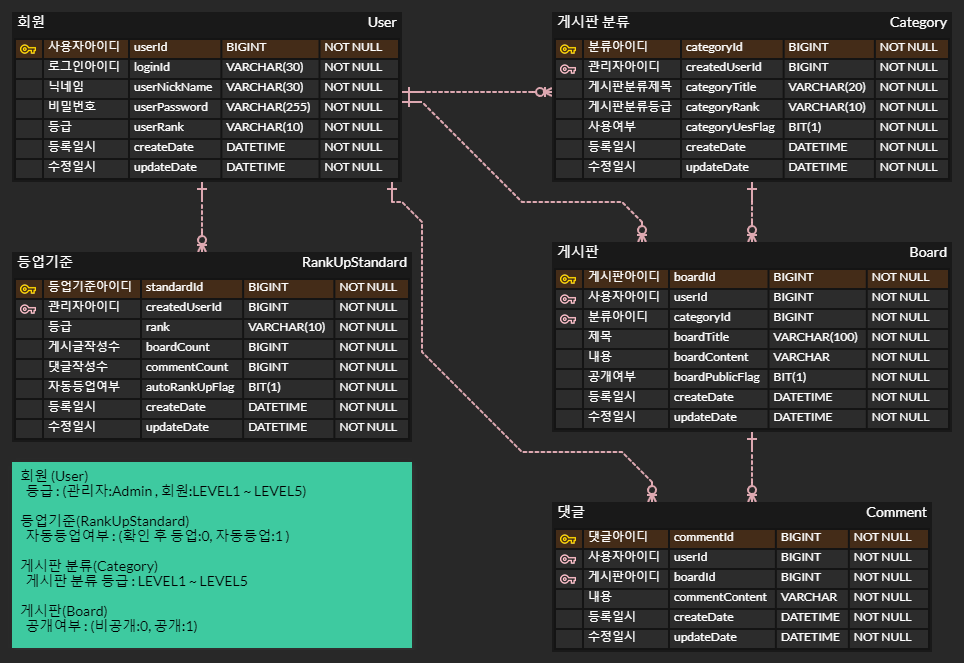 회원 User
사용자아이디 userId BIGINT NOT NULL
로그인아이디 loginId VARCHAR(30) NOT NULL
닉네임 userNickName VARCHAR(30) NOT NULL
비밀번호 userPassword VARCHAR(255) NOT NULL
등급 userRank VARCHAR(10) NOT NULL
등록일시 createDate DATETIME NOT NULL
수정일시 updateDate DATETIME NOT NULL
게시판 분류 Category
분류아이디 categoryId BIGINT NOT NULL
관리자아이디 createdUserId BIGINT NOT NULL
게시판분류제목 categoryTitle VARCHAR(20) NOT NULL
게시판분류등급 categoryRank VARCHAR(10) NOT NULL
사용여부 categoryUesFlag BIT(1) NOT NULL
등록일시 createDate DATETIME NOT NULL
수정일시 updateDate DATETIME NOT NULL
등업기준 RankUpStandard
등업기준아이디 standardId BIGINT NOT NULL
관리자아이디 createdUserId BIGINT NOT NULL
등급 rank VARCHAR(10) NOT NULL
게시글작성수 boardCount BIGINT NOT NULL
댓글작성수 commentCount BIGINT NOT NULL
자동등업여부 autoRankUpFlag BIT(1) NOT NULL
등록일시 createDate DATETIME NOT NULL
수정일시 updateDate DATETIME NOT NULL
게시판 Board
게시판아이디 boardId BIGINT NOT NULL
사용자아이디 userId BIGINT NOT NULL
분류아이디 categoryId BIGINT NOT NULL
제목 boardTitle VARCHAR(100) NOT NULL
내용 boardContent VARCHAR NOT NULL
공개여부 boardPublicFlag BIT(1) NOT NULL
등록일시 createDate DATETIME NOT NULL
수정일시 updateDate DATETIME NOT NULL
회원 (User)
등급 : (관리자:Admin , 회원:LEVEL1 ~ LEVEL5)
등업기준(RankUpStandard)
자동등업여부 : (확인 후 등업:0, 자동등업:1 )
게시판 분류(Category)
게시판 분류 등급 : LEVEL1 ~ LEVEL5
게시판(Board)
공개여부 : (비공개:0, 공개:1)
댓글 Comment
댓글아이디 commentId BIGINT NOT NULL
사용자아이디 userId BIGINT NOT NULL
게시판아이디 boardId BIGINT NOT NULL
내용 commentContent VARCHAR NOT NULL
등록일시 createDate DATETIME NOT NULL
수정일시 updateDate DATETIME NOT NULL